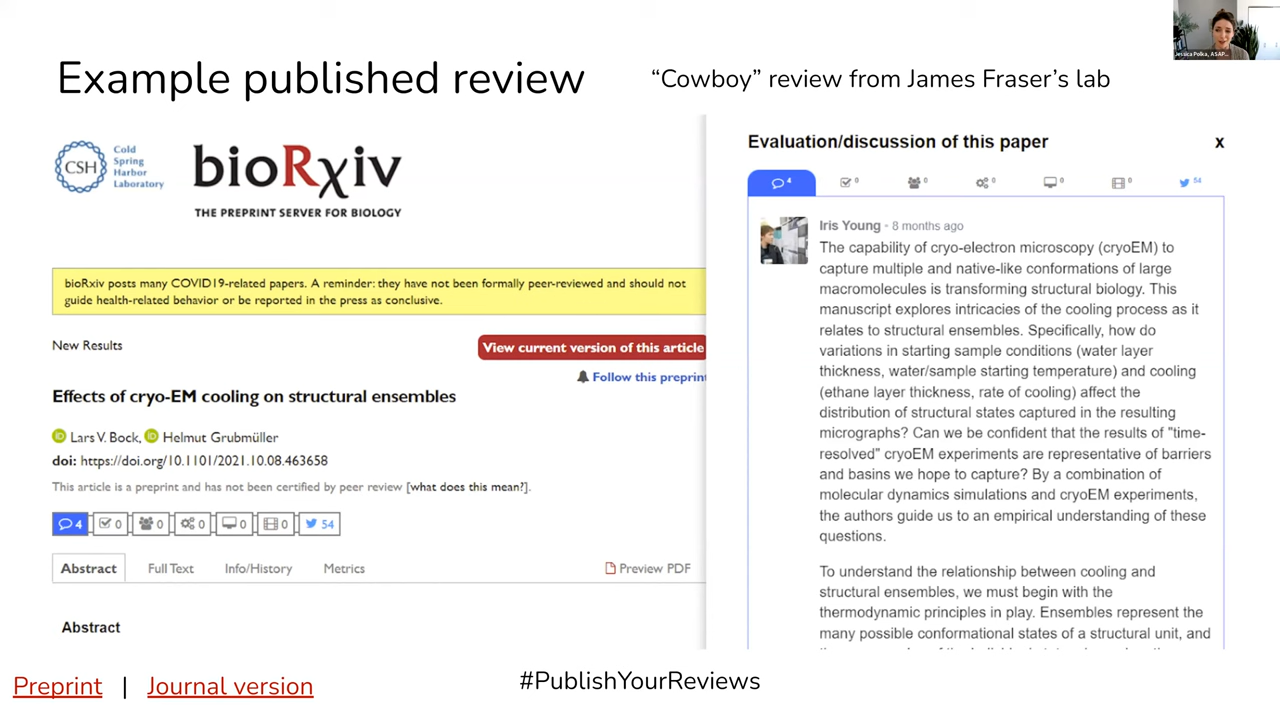 Example published review
“Cowboy” review from James Fraser’s lab
Jessica Polka, ASAP...
CSH
Cold
Spring
Harbor
Laboratory
bioRxiv
THE PREPRINT SERVER FOR BIOLOGY
bioRxiv posts many COVID19-related papers. A reminder: they have not been formally peer-reviewed and should not
guide health-related behavior or be reported in the press as conclusive.
New Results
View current version of this article
Follow this preprint
Effects of cryo-EM cooling on structural ensembles
iD Lars V. Bock, iD Helmut Grubmüller
doi: https://doi.org/10.1101/2021.10.08.463658
This article is a preprint and has not been certified by peer review [what does this mean?].
4 0 0 0 0 0 54
Abstract Full Text Info/History Metrics Preview PDF
Abstract
Evaluation/discussion of this paper x
4 0 0 0 0 0 54
Iris Young - 8 months ago
The capability of cryo-electron microscopy (cryoEM) to
capture multiple and native-like conformations of large
macromolecules is transforming structural biology. This
manuscript explores intricacies of the cooling process as it
relates to structural ensembles. Specifically, how do
variations in starting sample conditions (water layer
thickness, water/sample starting temperature) and cooling
(ethane layer thickness, rate of cooling) affect the
distribution of structural states captured in the resulting
micrographs? Can we be confident that the results of "time-
resolved" cryoEM experiments are representative of barriers
and basins we hope to capture? By a combination of
molecular dynamics simulations and cryoEM experiments,
the authors guide us to an empirical understanding of these
questions.
To understand the relationship between cooling and
structural ensembles, we must begin with the
thermodynamic principles in play. Ensembles represent the
many possible conformational states of a structural unit, and
Preprint | Journal version
#PublishYourReviews